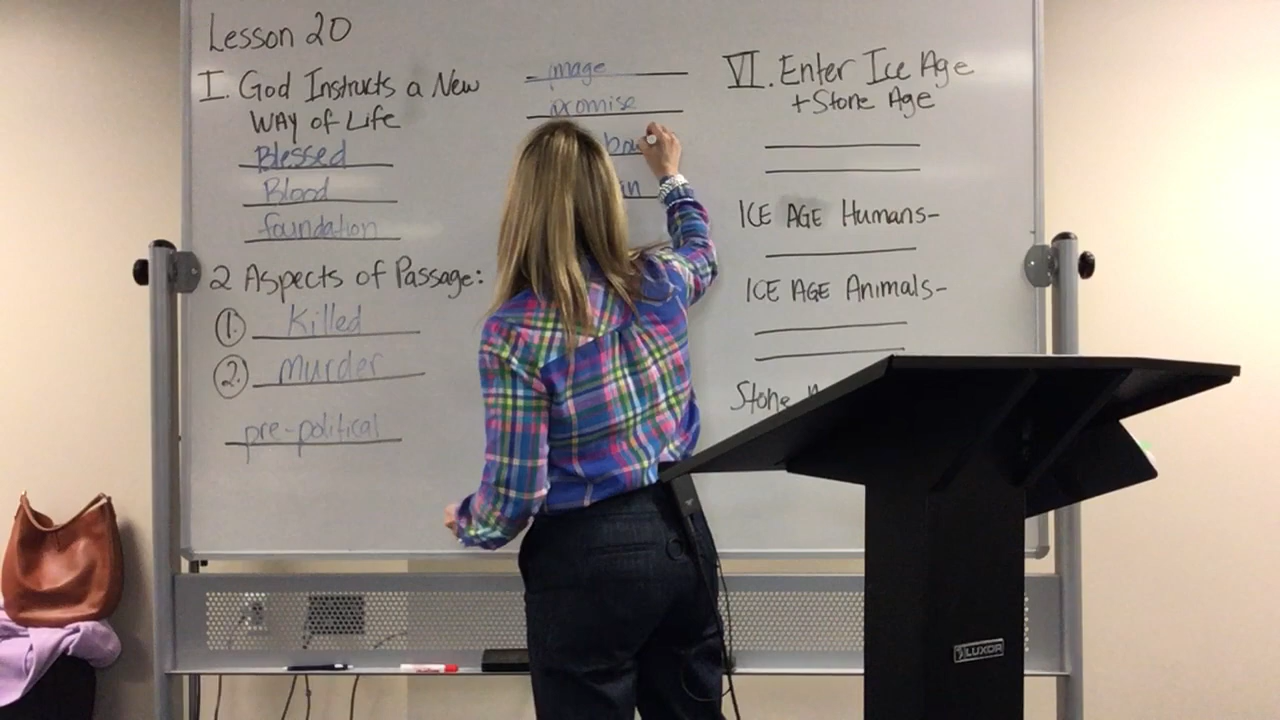 Lesson 20
I. God Instructs a New
WAY of Life
Blessed
Blood
foundation
2 Aspects of Passage:
1. Killed
2. Murder
pre-political
image
promise
VI. Enter Ice Age
+ Stone Age
ICE AGE Humans-
ICE AGE Animals-
Stone
LUXOR